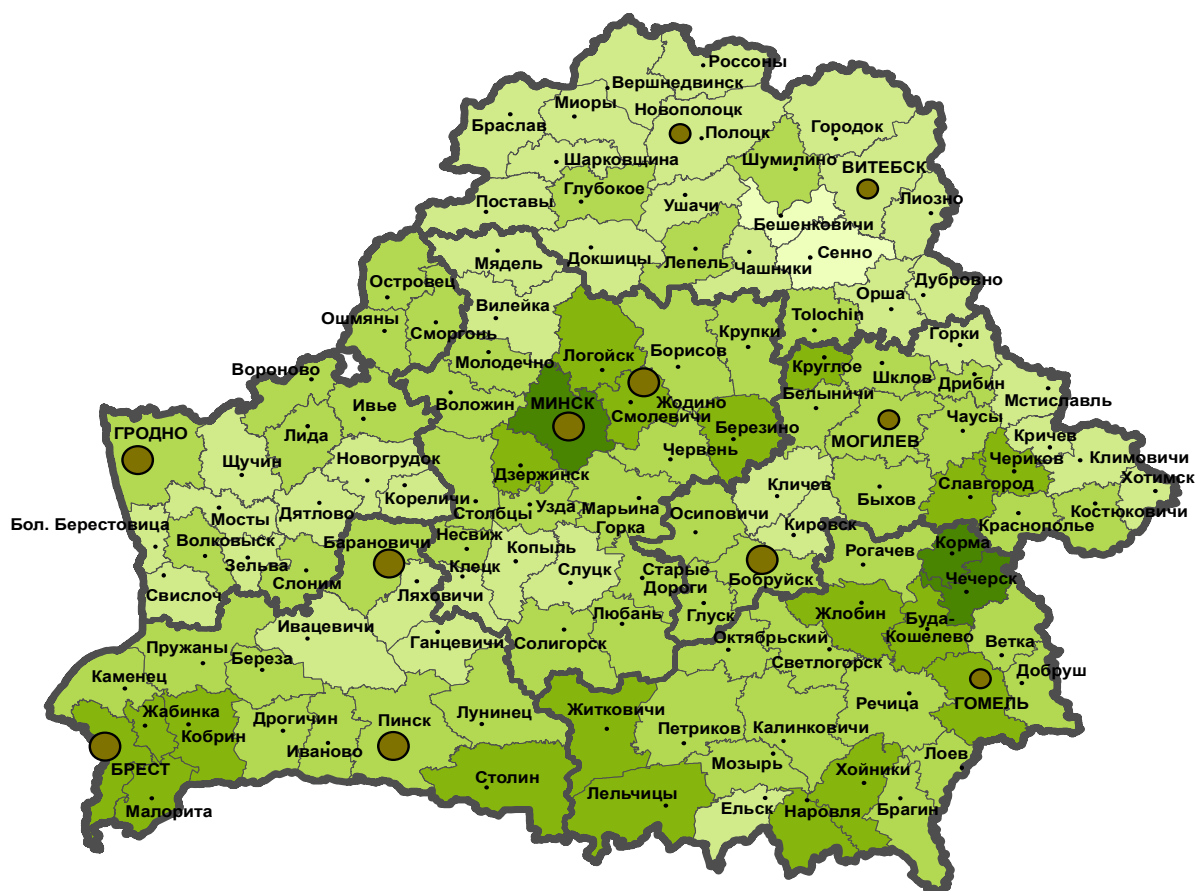 Россоны
Вершнедвинск
Миоры
Новополоцк
Браслав
Полоцк
Городок
Шарковщина
Шумилино
ВИТЕБСК
Глубокое
Поставы
Ушачи
Лиозно
Бешенковичи
Мядель
Докшицы
Лепель
Чашники
Сенно
Островец
Дубровно
Орша
Вилейка
Ошмяны
Сморгонь
Tolochin
Крупки
Горки
Молодечно
Логойск
Борисов
Вороново
Круглое
Шклов
Дрибин
Ивье
Воложин
МИНСК
Жодино
Смолевичи
Белыничи
Мстиславль
ГРОДНО
Лида
Березино
МОГИЛЕВ
Чаусы
Кричев
Щучин
Новогрудок
Червень
Чериков
Климовичи
Дзержинск
Хотимск
Кореличи
Кличев
Быхов
Славгород
Мосты
Дятлово
Столбцы
Узда
Марьина
Горка
Осиповичи
Костюковичи
Бол. Берестовица
Краснополье
Кировск
Волковыск
Барановичи
Несвиж
Копыль
Рогачев
Корма
Зельва
Клецк
Слоним
Слуцк
Старые
Дороги
Бобруйск
Чечерск
Свислоч
Ляховичи
Любань
Глуск
Жлобин
Буда-
Кошелево
Ивацевичи
Ганцевичи
Солигорск
Октябрьский
Ветка
Пружаны
Береза
Светлогорск
Добруш
Каменец
Жабинка
Дрогичин
Пинск
Лунинец
Житковичи
Речица
ГОМЕЛЬ
Кобрин
Иваново
Петриков
Калинковичи
БРЕСТ
Столин
Мозырь
Хойники
Лоев
Малорита
Лельчицы
Ельск
Наровля
Брагин